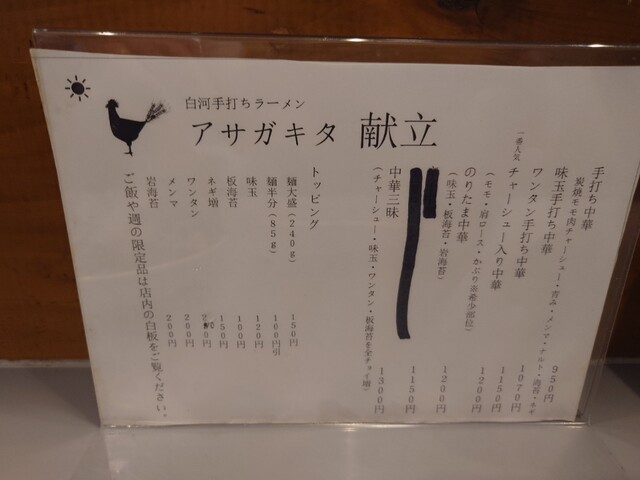 白河手打ちラーメン
アサガキタ 献立
手打ち中華 950円
炭焼モモ肉チャーシュー・青み・メンマ・ナルト・海苔・ネギ
味玉手打ち中華 1070円
ワンタン手打ち中華 1150円
一番人気
チャーシュー入り中華 1200円
(モモ・肩ロース・かぶり※希少部位)
のりたま中華 1200円
(味玉・板海苔・岩海苔)
1150円
中華三昧 1300円
(チャーシュー・味玉・ワンタン・板海苔を全チョイ増)
トッピング
麺大盛(240g) 150円
麺半分(85g) 100円引
味玉 120円
板海苔 100円
ネギ増 150円
ワンタン
メンマ 200円
岩海苔 200円
ご飯や週の限定品は店内の白板をご覧ください。